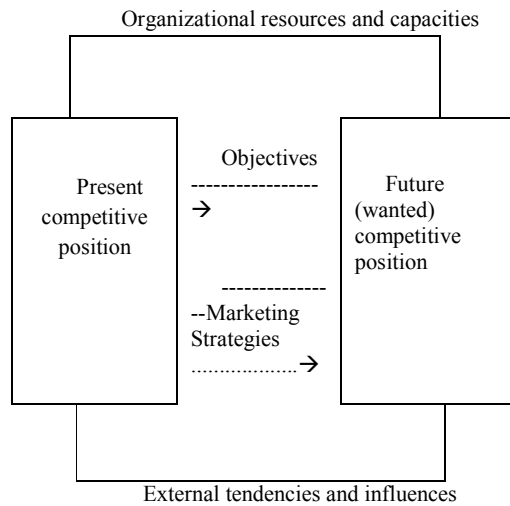 Organizational resources and capacities
Present
competitive
position
Objectives
-----------------
→
---------------
--Marketing
Strategies
...................→
Future
(wanted)
competitive
position
External tendencies and influences